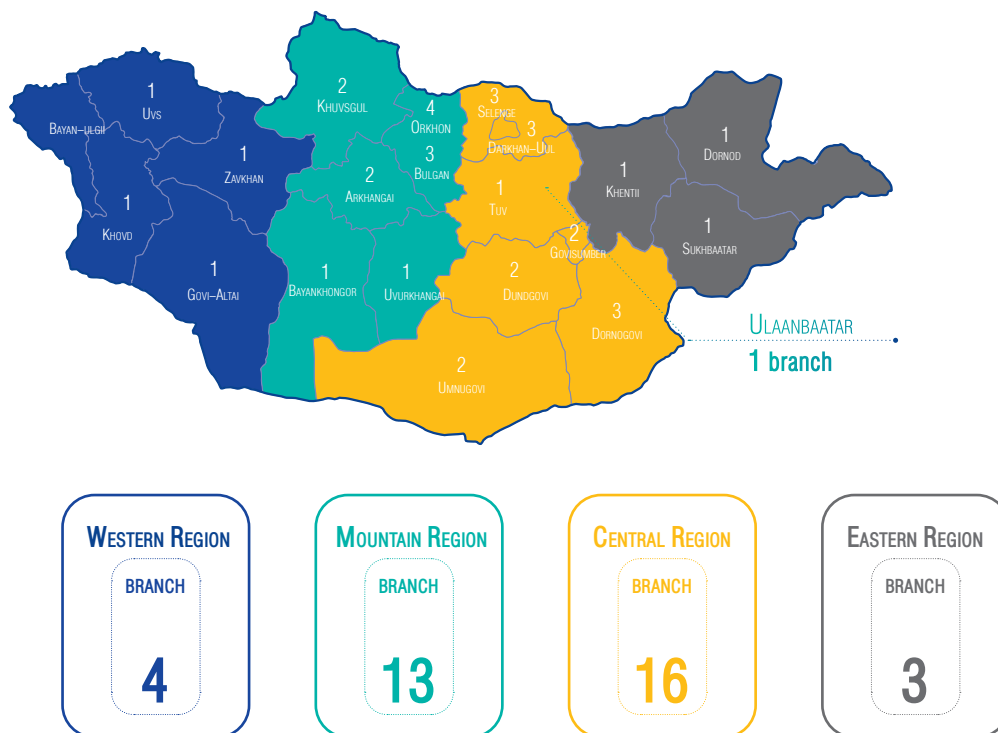 1
Uvs
Bayan-ulgii
1
Zavkhan
1
Khovd
1
Govi-Altai
2
Khuvsgul
4
Orkhon
3
Bulgan
2
Arkhangai
1
Bayankhongor
1
Uvurkhangai
3
Selenge
3
Darkhan-Uul
1
Tuv
2
Govisumber
2
Dundgovi
3
Dornogovi
2
Umnugovi
1
Khentii
1
Dornod
1
Sukhbaatar
Ulaanbaatar
1 branch
Western Region
branch
4
Mountain Region
branch
13
Central Region
branch
16
Eastern Region
branch
3